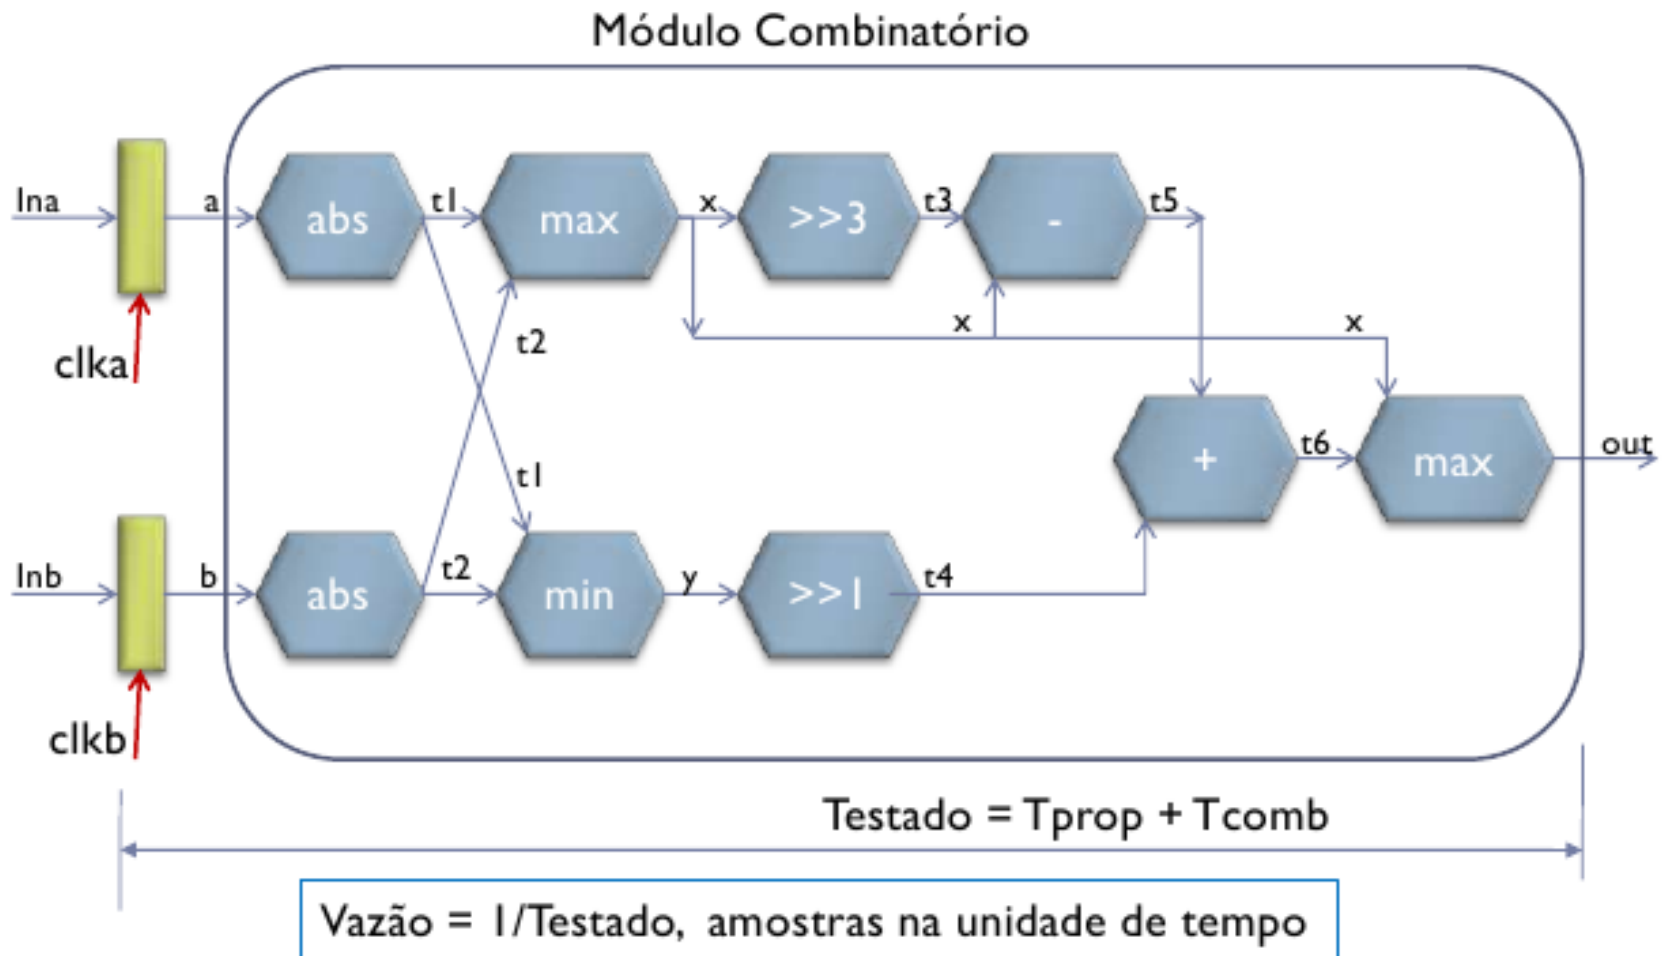 Módulo Combinatório
Ina a abs t1 max x >>3 t3 - t5
t2 x x
clka
+ t6 max out
t1
Inb b abs t2 min y >>1 t4
clkb
Testado = Tprop + Tcomb
Vazão = 1/Testado, amostras na unidade de tempo